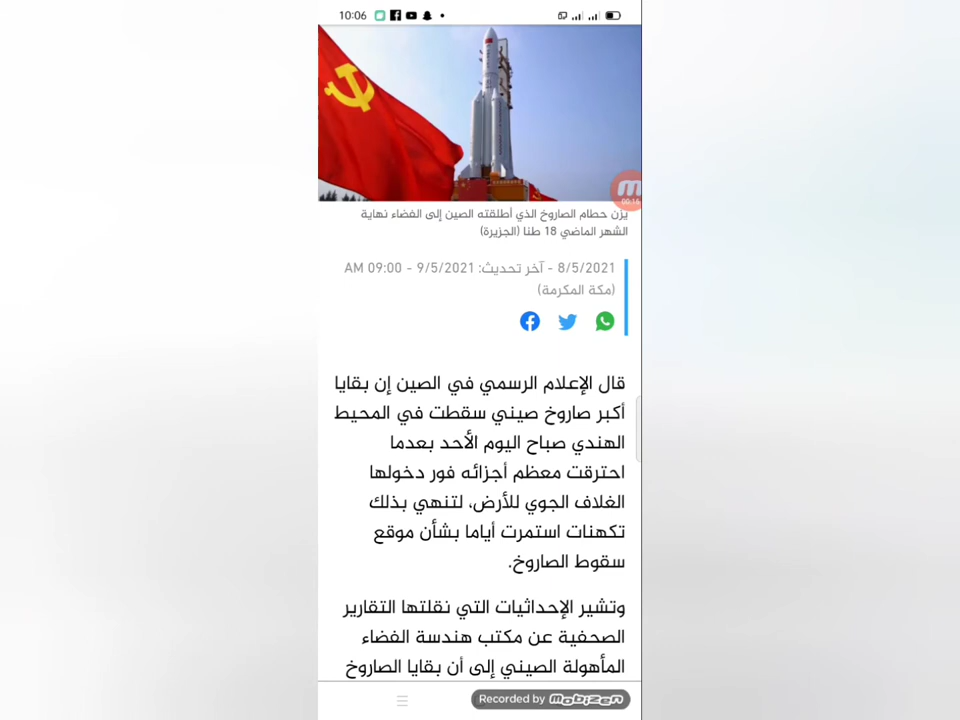 10:06
00:16
يزن حطام الصاروخ الذي أطلقته الصين إلى الفضاء نهاية
الشهر الماضي 18 طنا (الجزيرة)
8/5/2021 - آخر تحديث: 9/5/2021 - 09:00 AM
(مكة المكرمة)
قال الإعلام الرسمي في الصين إن بقايا
أكبر صاروخ صيني سقطت في المحيط
الهندي صباح اليوم الأحد بعدما
احترقت معظم أجزائه فور دخولها
الغلاف الجوي للأرض، لتنهي بذلك
تكهنات استمرت أياما بشأن موقع
سقوط الصاروخ.
وتشير الإحداثيات التي نقلتها التقارير
الصحفية عن مكتب هندسة الفضاء
المأهولة الصيني إلى أن بقايا الصاروخ
Recorded by mobizen